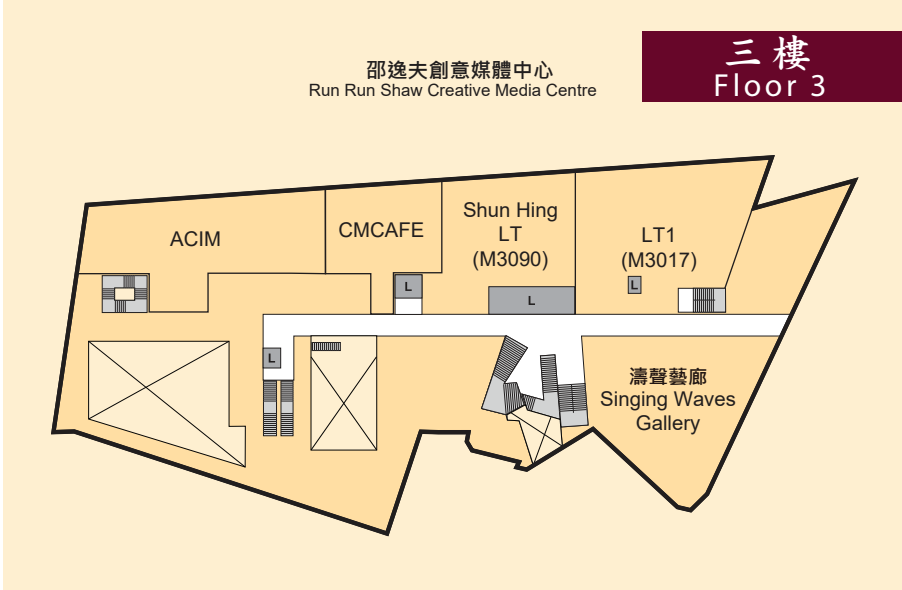 三樓
Floor 3
邵逸夫創意媒體中心
Run Run Shaw Creative Media Centre
ACIM
CMCAFE
Shun Hing
LT
(M3090)
LT1
(M3017)
L
L
L
L
濤聲藝廊
Singing Waves
Gallery